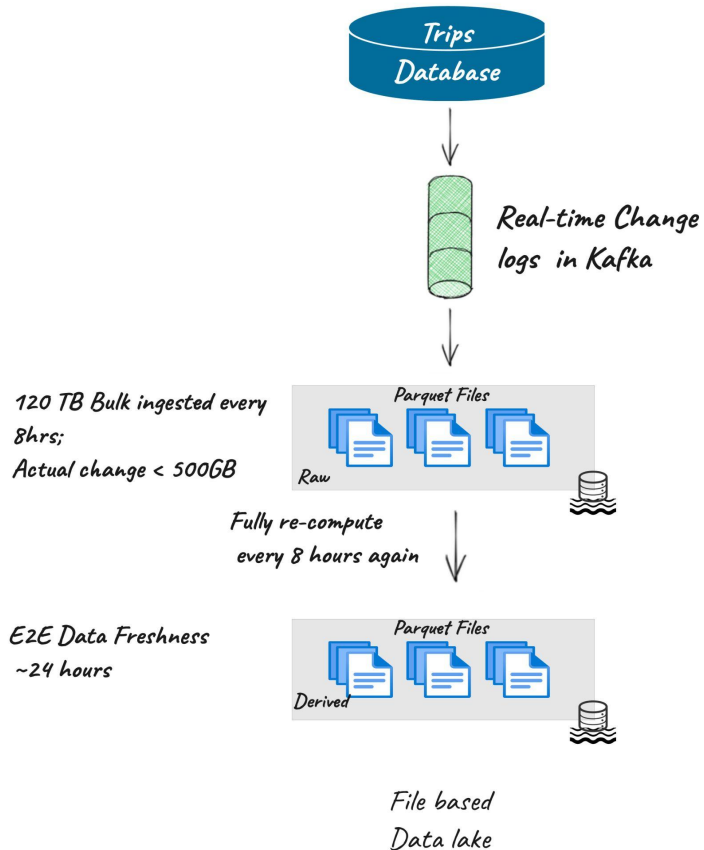 Trips
Database
Real-time Change
logs in Kafka
120 TB Bulk ingested every
8hrs;
Actual change < 500GB
Parquet Files
Raw
Fully re-compute
every 8 hours again
E2E Data Freshness
~24 hours
Parquet Files
Derived
File based
Data lake